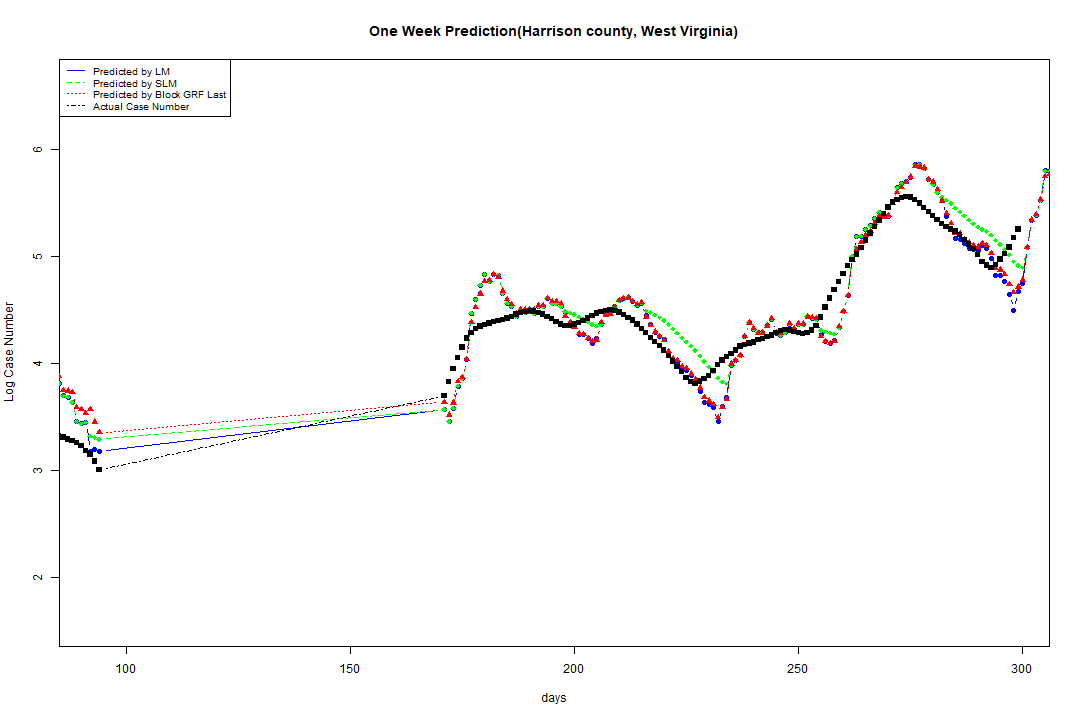 One Week Prediction(Harrison county, West Virginia)
Predicted by LM
Predicted by SLM
Predicted by Block GRF Last
Actual Case Number
Log Case Number
6
5
4
3
2
100 150 200 250 300
days